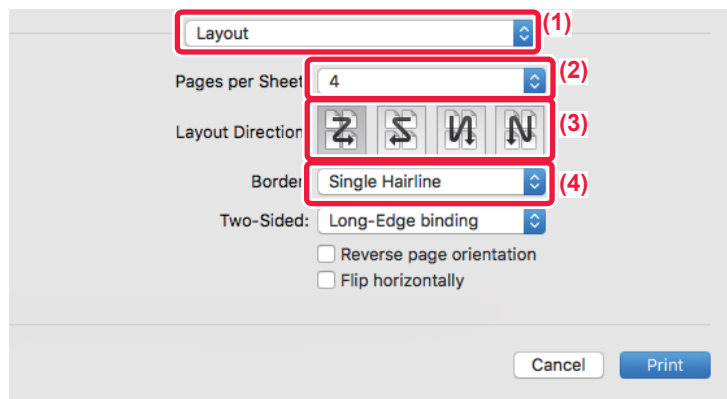 Layout (1)
Pages per Sheet 4 (2)
Layout Direction (3)
Border Single Hairline (4)
Two-Sided: Long-Edge binding
Reverse page orientation
Flip horizontally
Cancel Print